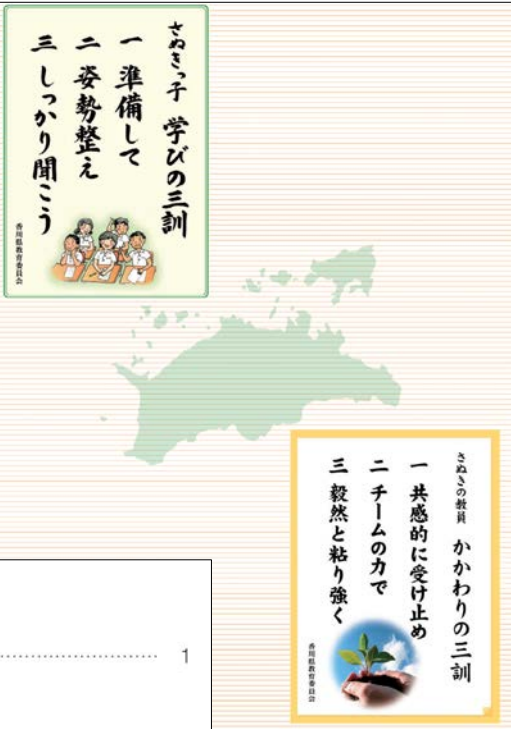 さぬきっ子 学びの三訓
一 準備して
二 姿勢整え
三 しっかり聞こう
香川県教育委員会
さぬきの教員 かかわりの三訓
一 共感的に受け止め
二 チームの力で
三 毅然と粘り強く
香川県教育委員会
1